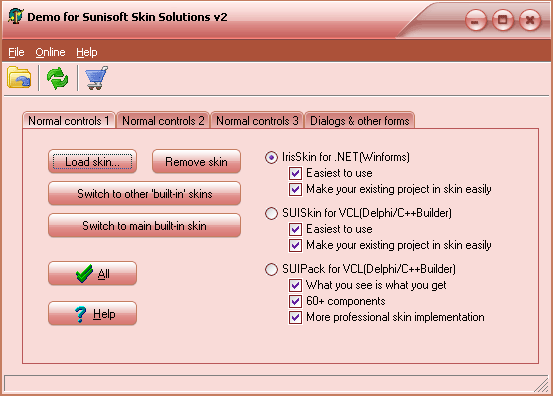 Demo for Sunisoft Skin Solutions v2
File Online Help
Normal controls 1 Normal controls 2 Normal controls 3 Dialogs & other forms
Load skin... Remove skin
Switch to other 'built-in' skins
Switch to main built-in skin
All
Help
IrisSkin for .NET(Winforms)
Easiest to use
Make your existing project in skin easily
SUISkin for VCL(Delphi/C++Builder)
Easiest to use
Make your existing project in skin easily
SUIPack for VCL(Delphi/C++Builder)
What you see is what you get
60+ components
More professional skin implementation